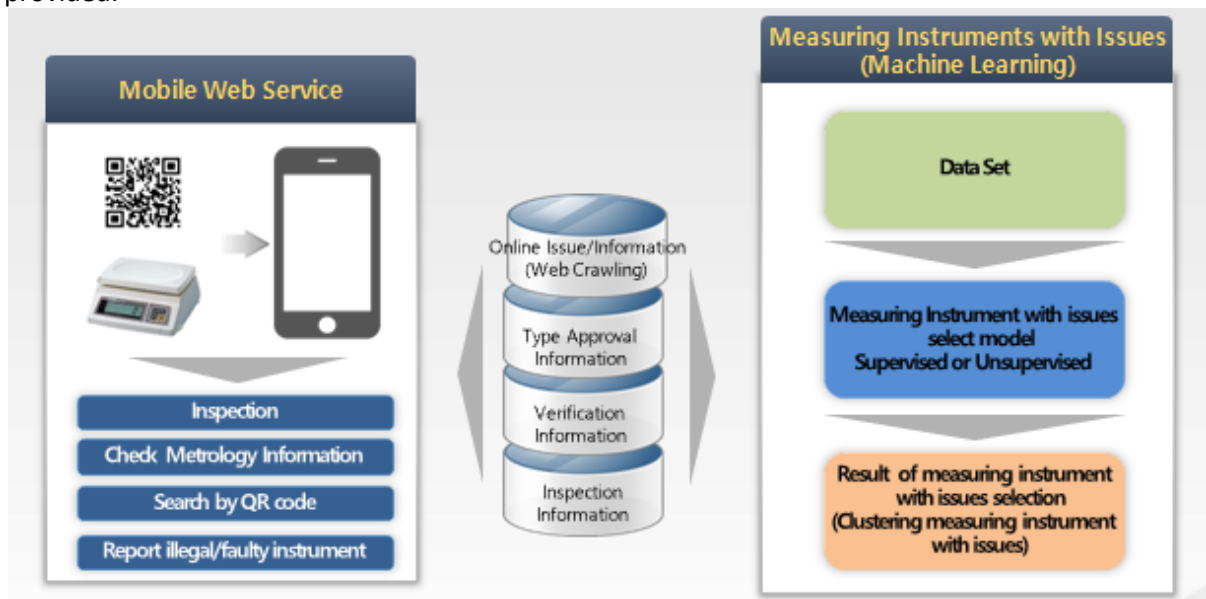 provided.
Mobile Web Service
Inspection
Check Metrology Information
Search by QR code
Report illegal/faulty instrument
Online Issue/Information
(Web Crawling)
Type Approval
Information
Verification
Information
Inspection
Information
Measuring Instruments with Issues
(Machine Learning)
Data Set
Measuring Instrument with issues
select model
Supervised or Unsupervised
Result of measuring instrument
with issues selection
(Clustering measuring instrument
with issues)